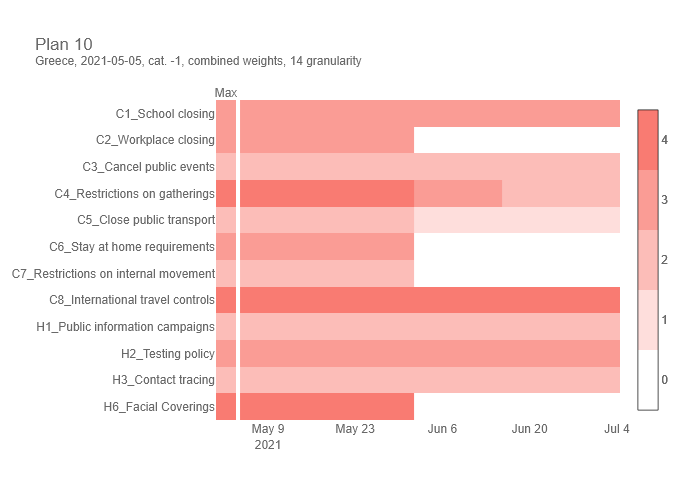 Plan 10
Greece, 2021-05-05, cat. -1, combined weights, 14 granularity
Max
C1_School closing
C2_Workplace closing
C3_Cancel public events
C4_Restrictions on gatherings
C5_Close public transport
C6_Stay at home requirements
C7_Restrictions on internal movement
C8_International travel controls
H1_Public information campaigns
H2_Testing policy
H3_Contact tracing
H6_Facial Coverings
May 9 May 23 Jun 6 Jun 20 Jul 4
2021
4
3
2
1
0